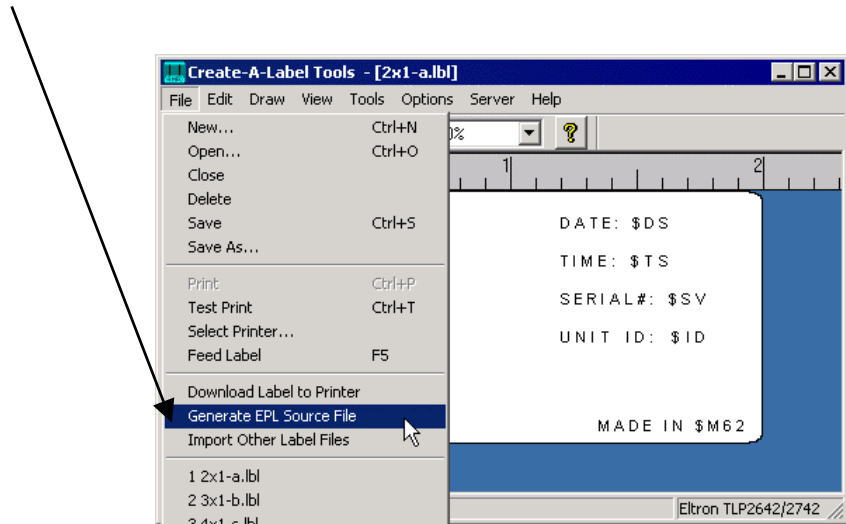 Create-A-Label Tools - [2x1-a.lbl]
File Edit Draw View Tools Options Server Help
New... Ctrl+N
Open... Ctrl+O
Close
Delete
Save Ctrl+S
Save As...
Print Ctrl+P
Test Print Ctrl+T
Select Printer...
Feed Label F5
Download Label to Printer
Generate EPL Source File
Import Other Label Files
1 2x1-a.lbl
2 3x1-b.lbl
0%
1 2
DATE: $DS
TIME: $TS
SERIAL#: $SV
UNIT ID: $ID
MADE IN $M62
Eltron TLP2642/2742